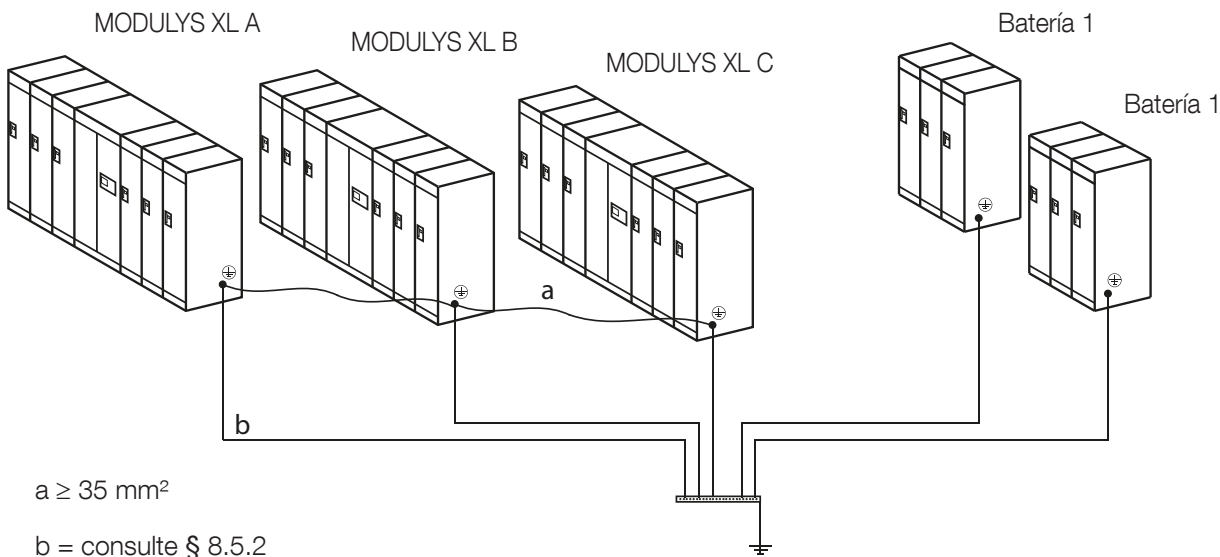 MODULYS XL A
MODULYS XL B
MODULYS XL C
Batería 1
Batería 1
a
b
a ≥ 35 mm²
b = consulte § 8.5.2